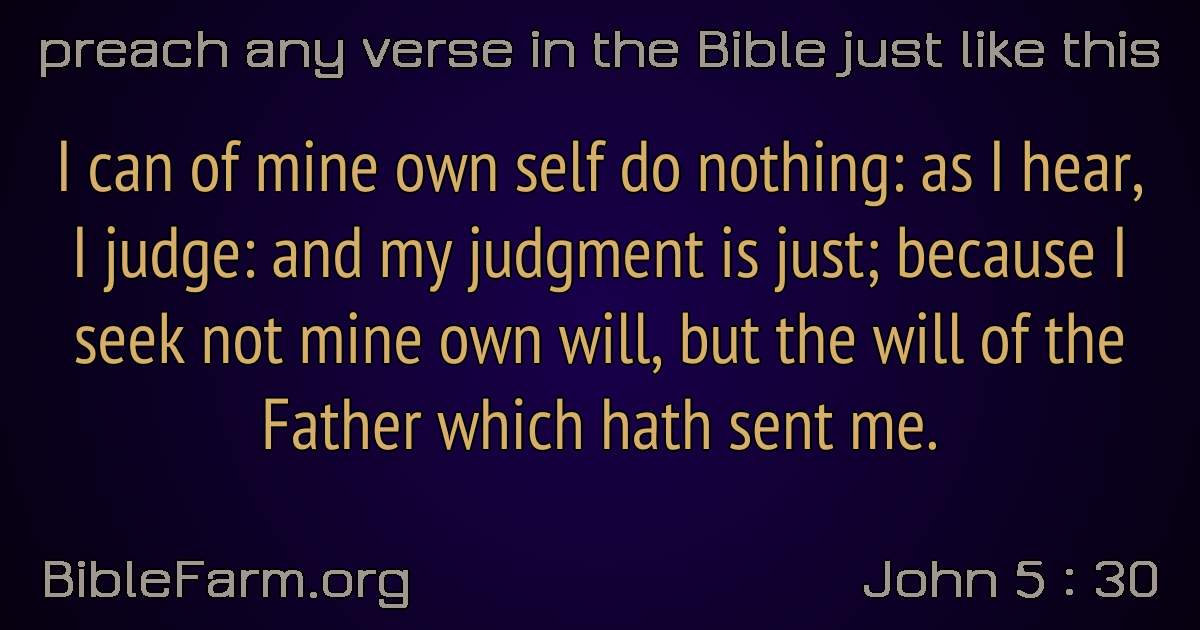 preach any verse in the Bible just like this
I can of mine own self do nothing: as I hear,
I judge: and my judgment is just; because I
seek not mine own will, but the will of the
Father which hath sent me.
BibleFarm.org
John 5 : 30